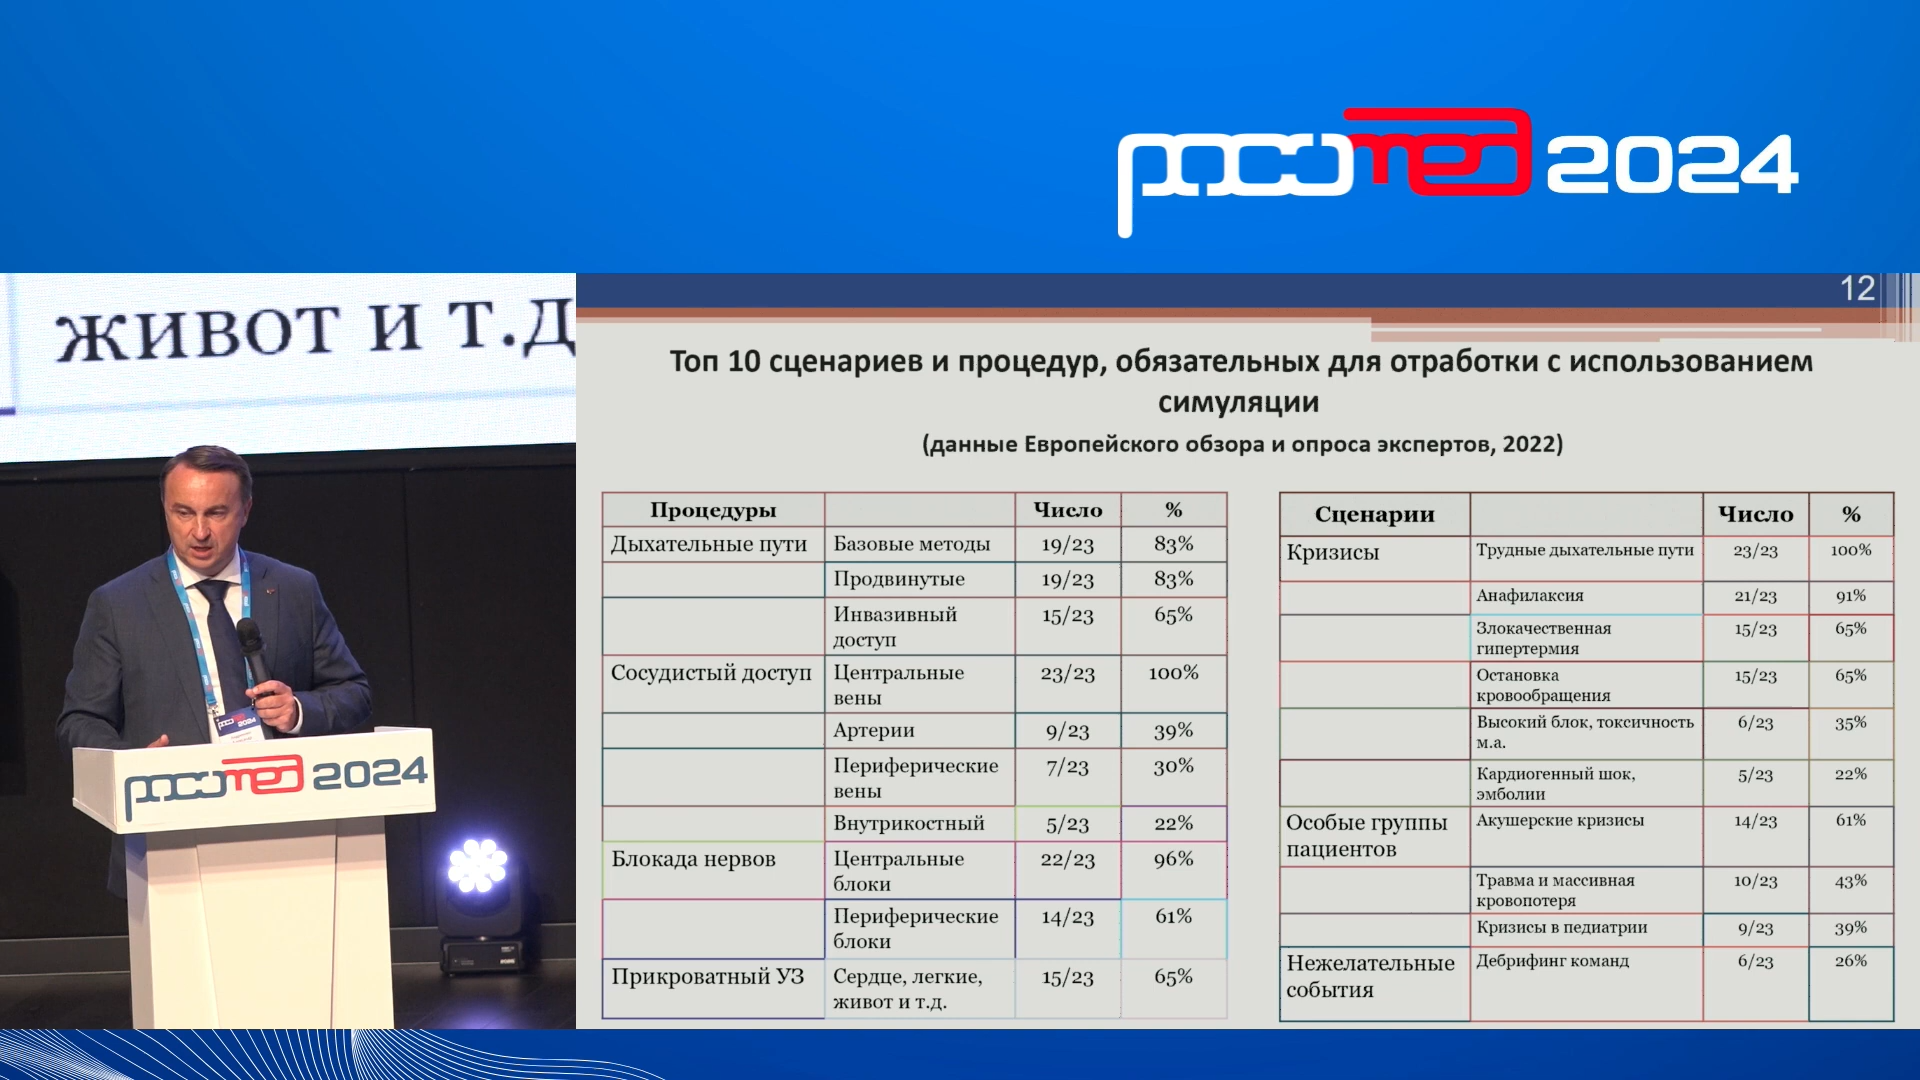 росомед 2024
живот и т.д
росомед 2024
росомед
2024
12
Топ 10 сценариев и процедур, обязательных для отработки с использованием
симуляции
(данные Европейского обзора и опроса экспертов, 2022)
Процедуры Число %
Дыхательные пути Базовые методы 19/23 83%
Продвинутые 19/23 83%
Инвазивный 15/23 65%
доступ
Сосудистый доступ Центральные 23/23 100%
вены
Артерии 9/23 39%
Периферические 7/23 30%
вены
Внутрикостный 5/23 22%
Блокада нервов Центральные 22/23 96%
блоки
Периферические 14/23 61%
блоки
Прикроватный УЗ Сердце, легкие, 15/23 65%
живот и т.д.
Сценарии Число %
Кризисы Трудные дыхательные пути 23/23 100%
Анафилаксия 21/23 91%
Злокачественная 15/23 65%
гипертермия
Остановка 15/23 65%
кровообращения
Высокий блок, токсичность 6/23 35%
м.а.
Кардиогенный шок, 5/23 22%
эмболии
Особые группы Акушерские кризисы 14/23 61%
пациентов
Травма и массивная 10/23 43%
кровопотеря
Кризисы в педиатрии 9/23 39%
Нежелательные Дебрифинг команд 6/23 26%
события